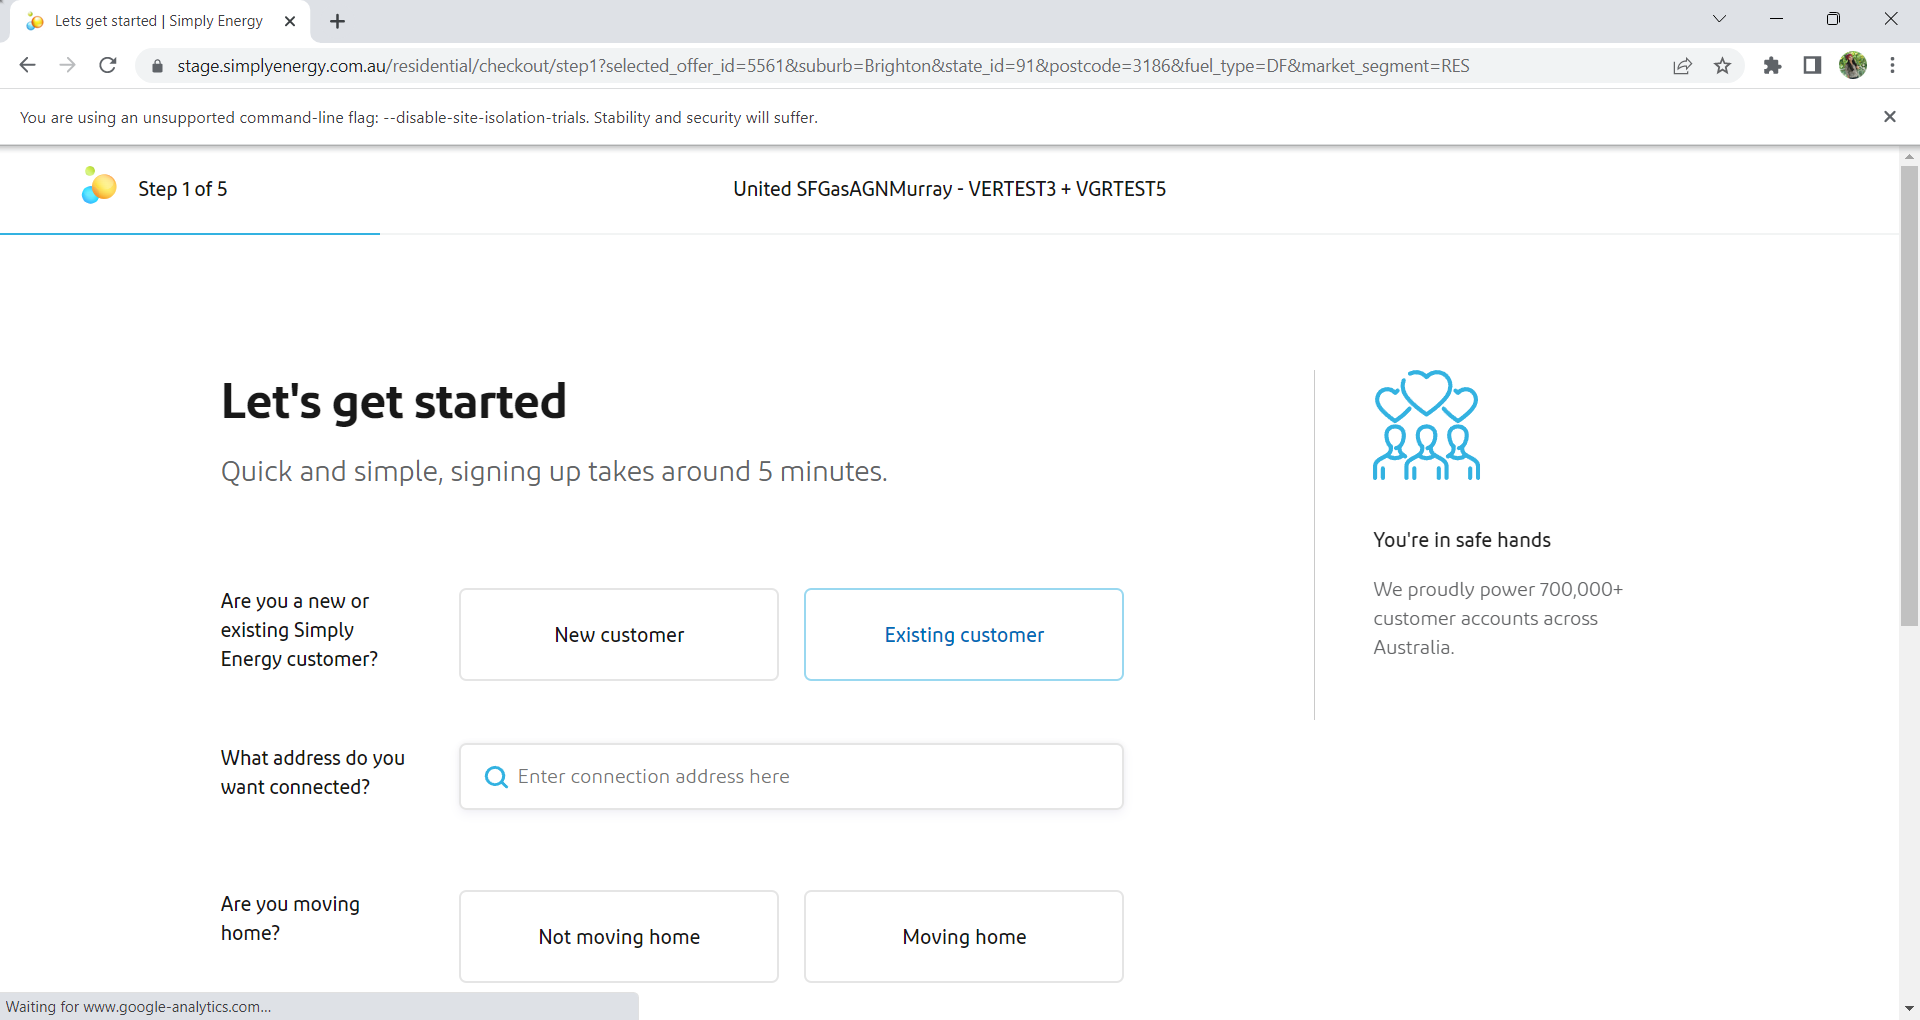 Lets get started | Simply Energy
stage.simplyenergy.com.au/residential/checkout/step1?selected_offer_id=5561&suburb=Brighton&state_id=91&postcode=3186&fuel_type=DF&market_segment=RES
You are using an unsupported command-line flag: --disable-site-isolation-trials. Stability and security will suffer.
Step 1 of 5
United SFGasAGNMurray - VERTEST3 + VGRTEST5
Let's get started
Quick and simple, signing up takes around 5 minutes.
Are you a new or
existing Simply
Energy customer?
New customer
Existing customer
What address do you
want connected?
Enter connection address here
Are you moving
home?
Not moving home
Moving home
You're in safe hands
We proudly power 700,000+
customer accounts across
Australia.
Waiting for www.google-analytics.com...